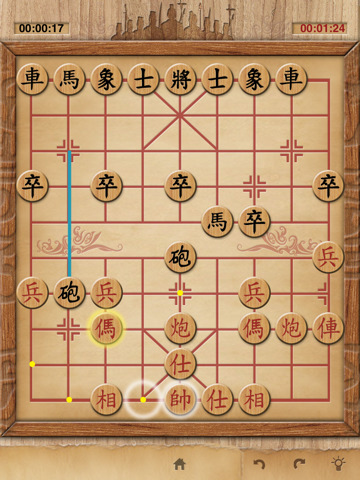 00:00:17 00:01:24
車 馬 象 士 將 士 象 車
卒 卒 卒 卒
馬 卒
砲 兵
兵 砲 兵 兵
傌 炮 傌 炮 俥
仕
相 帥 仕 相